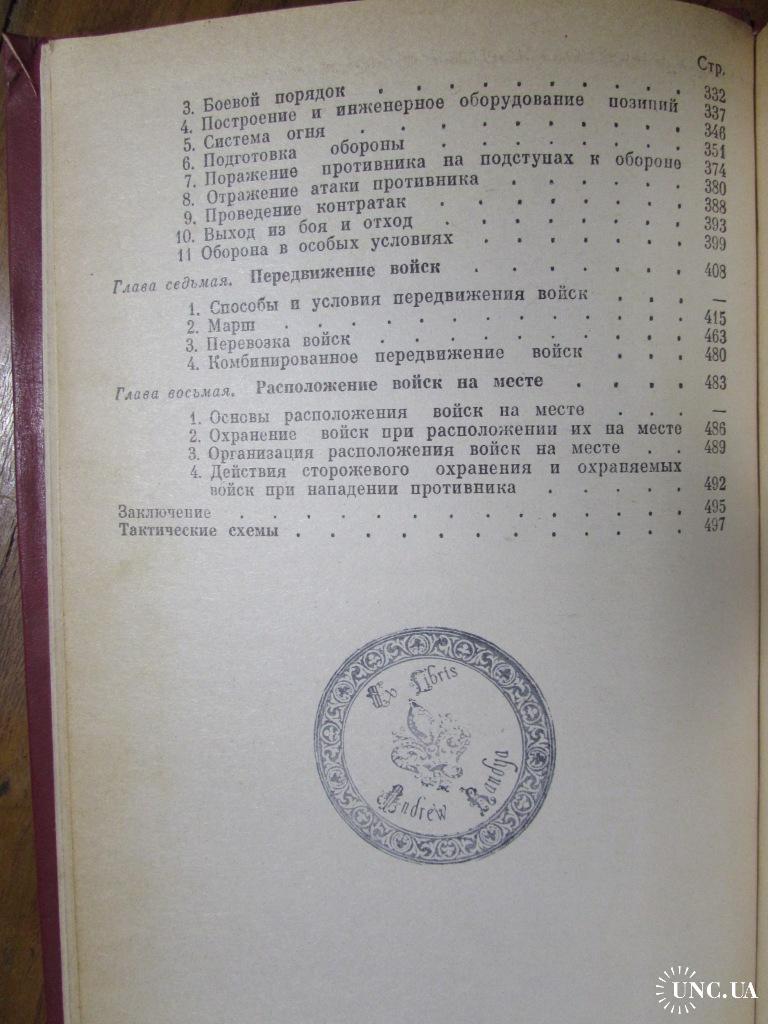 Стр.
3. Боевой порядок . . . . . . . . . . 332
4. Построение и инженерное оборудование позиций 337
5. Система огня . . . . . . . . . . 346
6. Подготовка обороны . . . . . . . . 351
7. Поражение противника на подступах к обороне 374
8. Отражение атаки противника . . . . . . 380
9. Проведение контратак . . . . . . . . 388
10. Выход из боя и отход . . . . . . . . 393
11 Оборона в особых условиях . . . . . . 399
Глава седьмая. Передвижение войск . . . . . . . 408
1. Способы и условия передвижения войск . . . —
2. Марш . . . . . . . . . . . . 415
3. Перевозка войск . . . . . . . . . 463
4. Комбинированное передвижение войск . . . 480
Глава восьмая. Расположение войск на месте . . . . 483
1. Основы расположения войск на месте . . . —
2. Охранение войск при расположении их на месте 486
3. Организация расположения войск на месте . . 489
4. Действия сторожевого охранения и охраняемых
войск при нападении противника . . . . . 492
Заключение . . . . . . . . . . . . . 495
Тактические схемы . . . . . . . . . . . . 497
Ex Libris
Andrew Kandya
UNC.UA